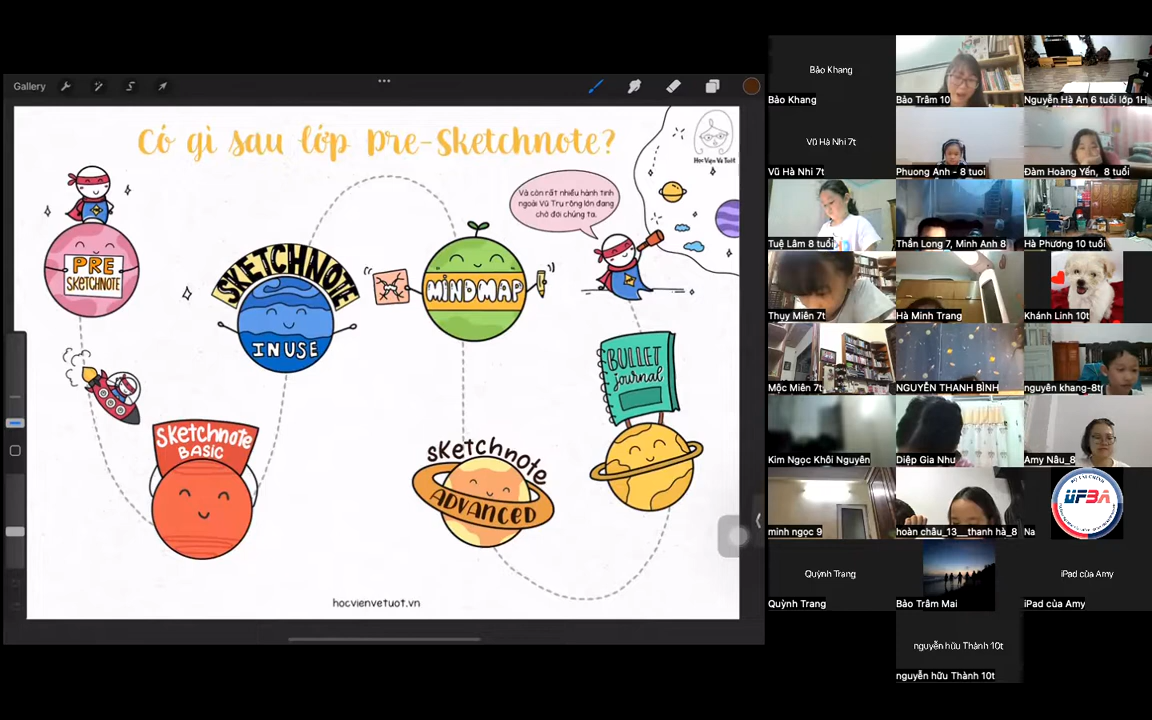 Gallery
Có gì sau lớp Pre-Sketchnote?
Học Viện Vẽ Tuốt
Và còn rất nhiều hành tinh
ngoài Vũ Trụ rộng lớn đang
chờ đợi chúng ta.
PRE
SKETCHNOTE
SKETCHNOTE
IN USE
MINDMAP
BULLET
journal
Sketchnote
BASIC
sketchnote
ADVANCED
hocvienvetuot.vn
Bảo Khang
Bảo Khang
Bảo Trâm 10
Nguyễn Hà An 6 tuổi lớp 1H
Vũ Hà Nhi 7t
Vũ Hà Nhi 7t
Phuong Anh - 8 tuoi
Đàm Hoàng Yến, 8 tuổi
Tuệ Lâm 8 tuổi
Thần Long 7, Minh Anh 8
Hà Phương 10 tuổi
Thụy Miên 7t
Hà Minh Trang
Khánh Linh 10t
Mộc Miên 7t
NGUYỄN THANH BÌNH
nguyên khang-8t
Kim Ngọc Khôi Nguyên
Diệp Gia Như
Amy Nâu_8
minh ngọc 9
hoàn châu_13__thanh hà_8
UFBA
Na
Quỳnh Trang
Quỳnh Trang
Bảo Trâm Mai
iPad của Amy
iPad của Amy
nguyễn hữu Thành 10t
nguyễn hữu Thành 10t